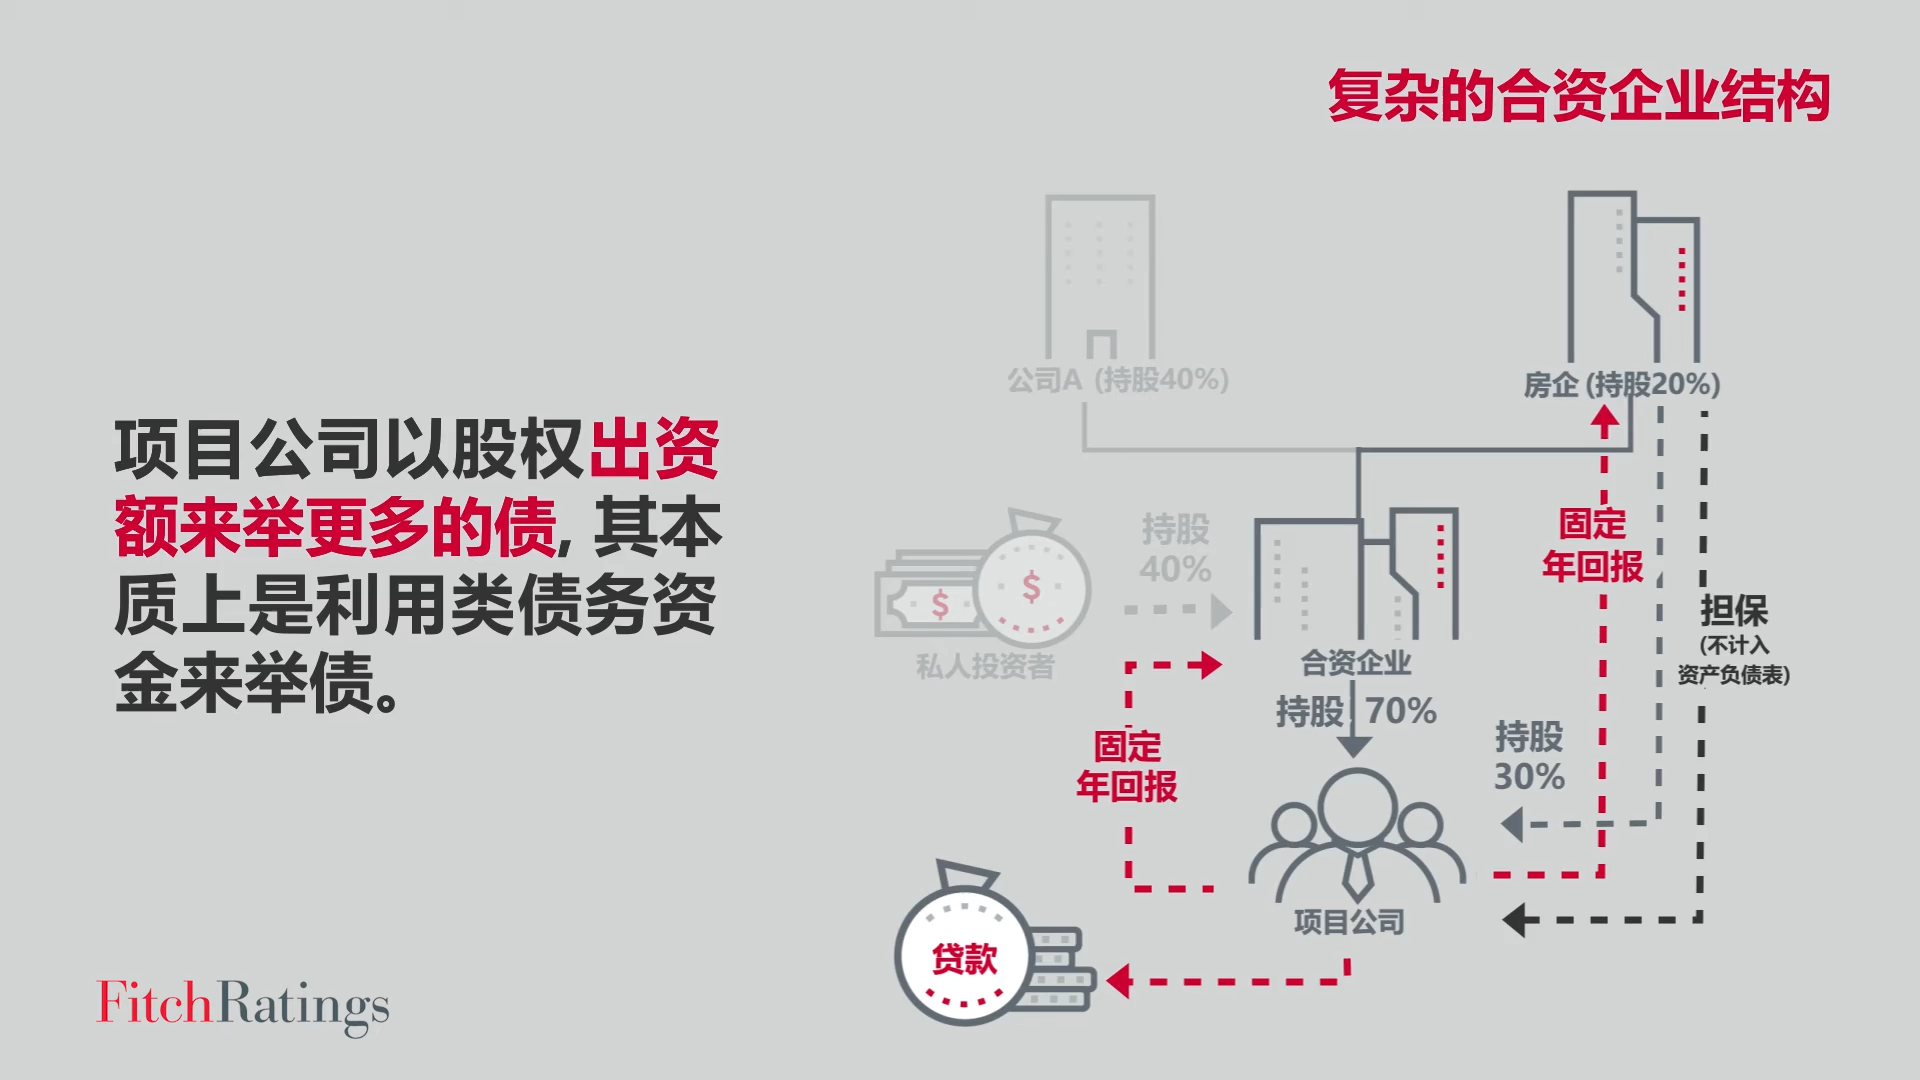 复杂的合资企业结构
项目公司以股权出资
额来举更多的债, 其本
质上是利用类债务资
金来举债。
公司A (持股40%)
房企 (持股20%)
$
$
私人投资者
持股
40%
合资企业
持股 70%
固定
年回报
担保
(不计入
资产负债表)
固定
年回报
持股
30%
项目公司
贷款
FitchRatings